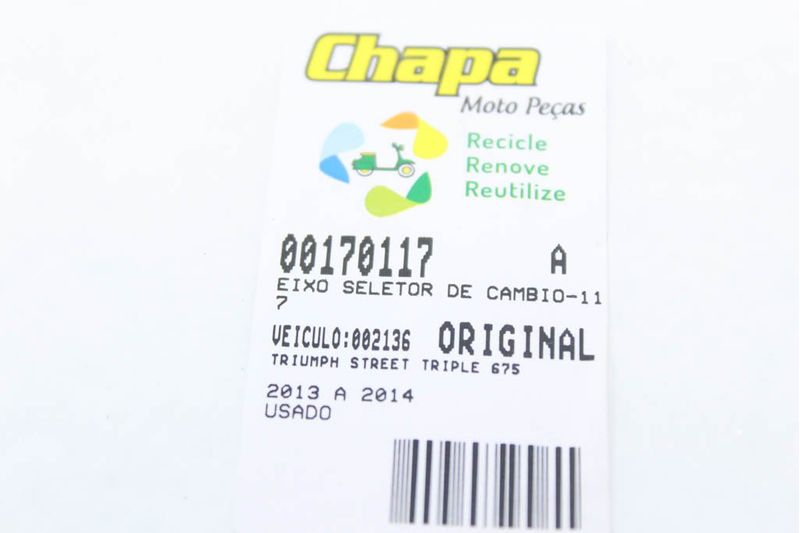 Chapa
Moto Peças
Recicle
Renove
Reutilize
00170117 A
EIXO SELETOR DE CAMBIO-11
7
VEICULO:002136 ORIGINAL
TRIUMPH STREET TRIPLE 675
2013 A 2014
USADO